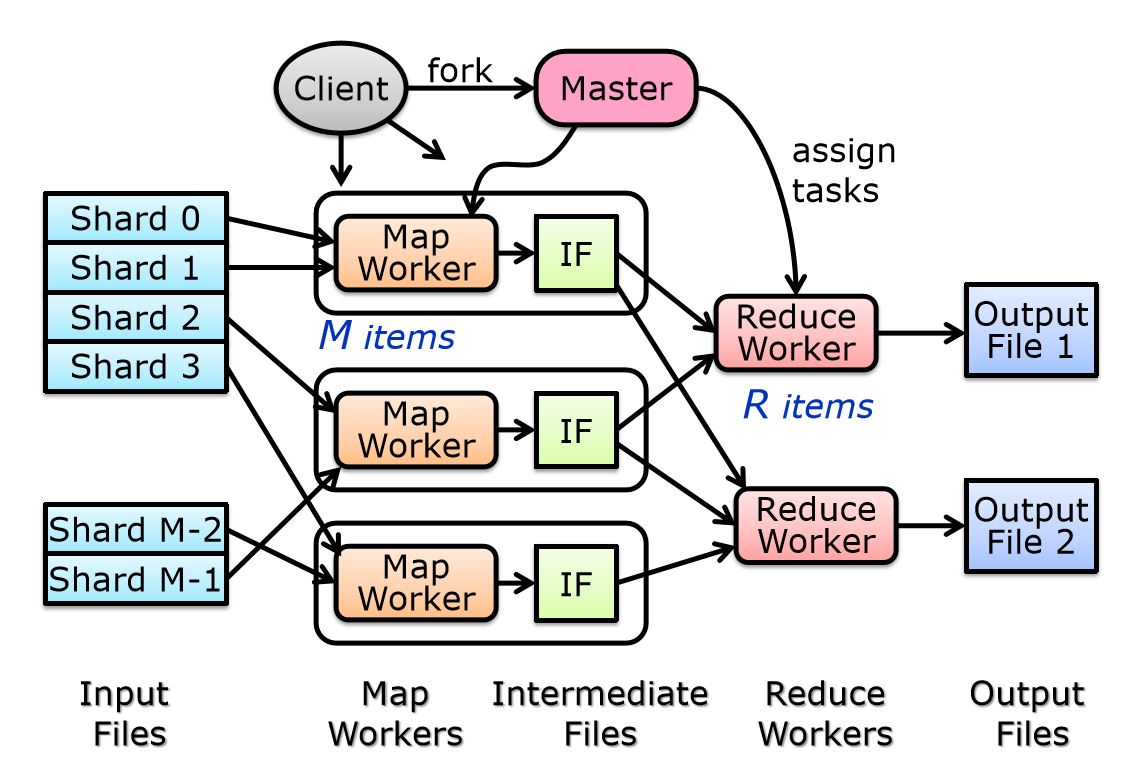 Client
fork
Master
assign
tasks
Shard 0
Shard 1
Shard 2
Shard 3
Shard M-2
Shard M-1
Map
Worker
IF
M items
Map
Worker
IF
Map
Worker
IF
Reduce
Worker
R items
Reduce
Worker
Output
File 1
Output
File 2
Input
Files
Map
Workers
Intermediate
Files
Reduce
Workers
Output
Files